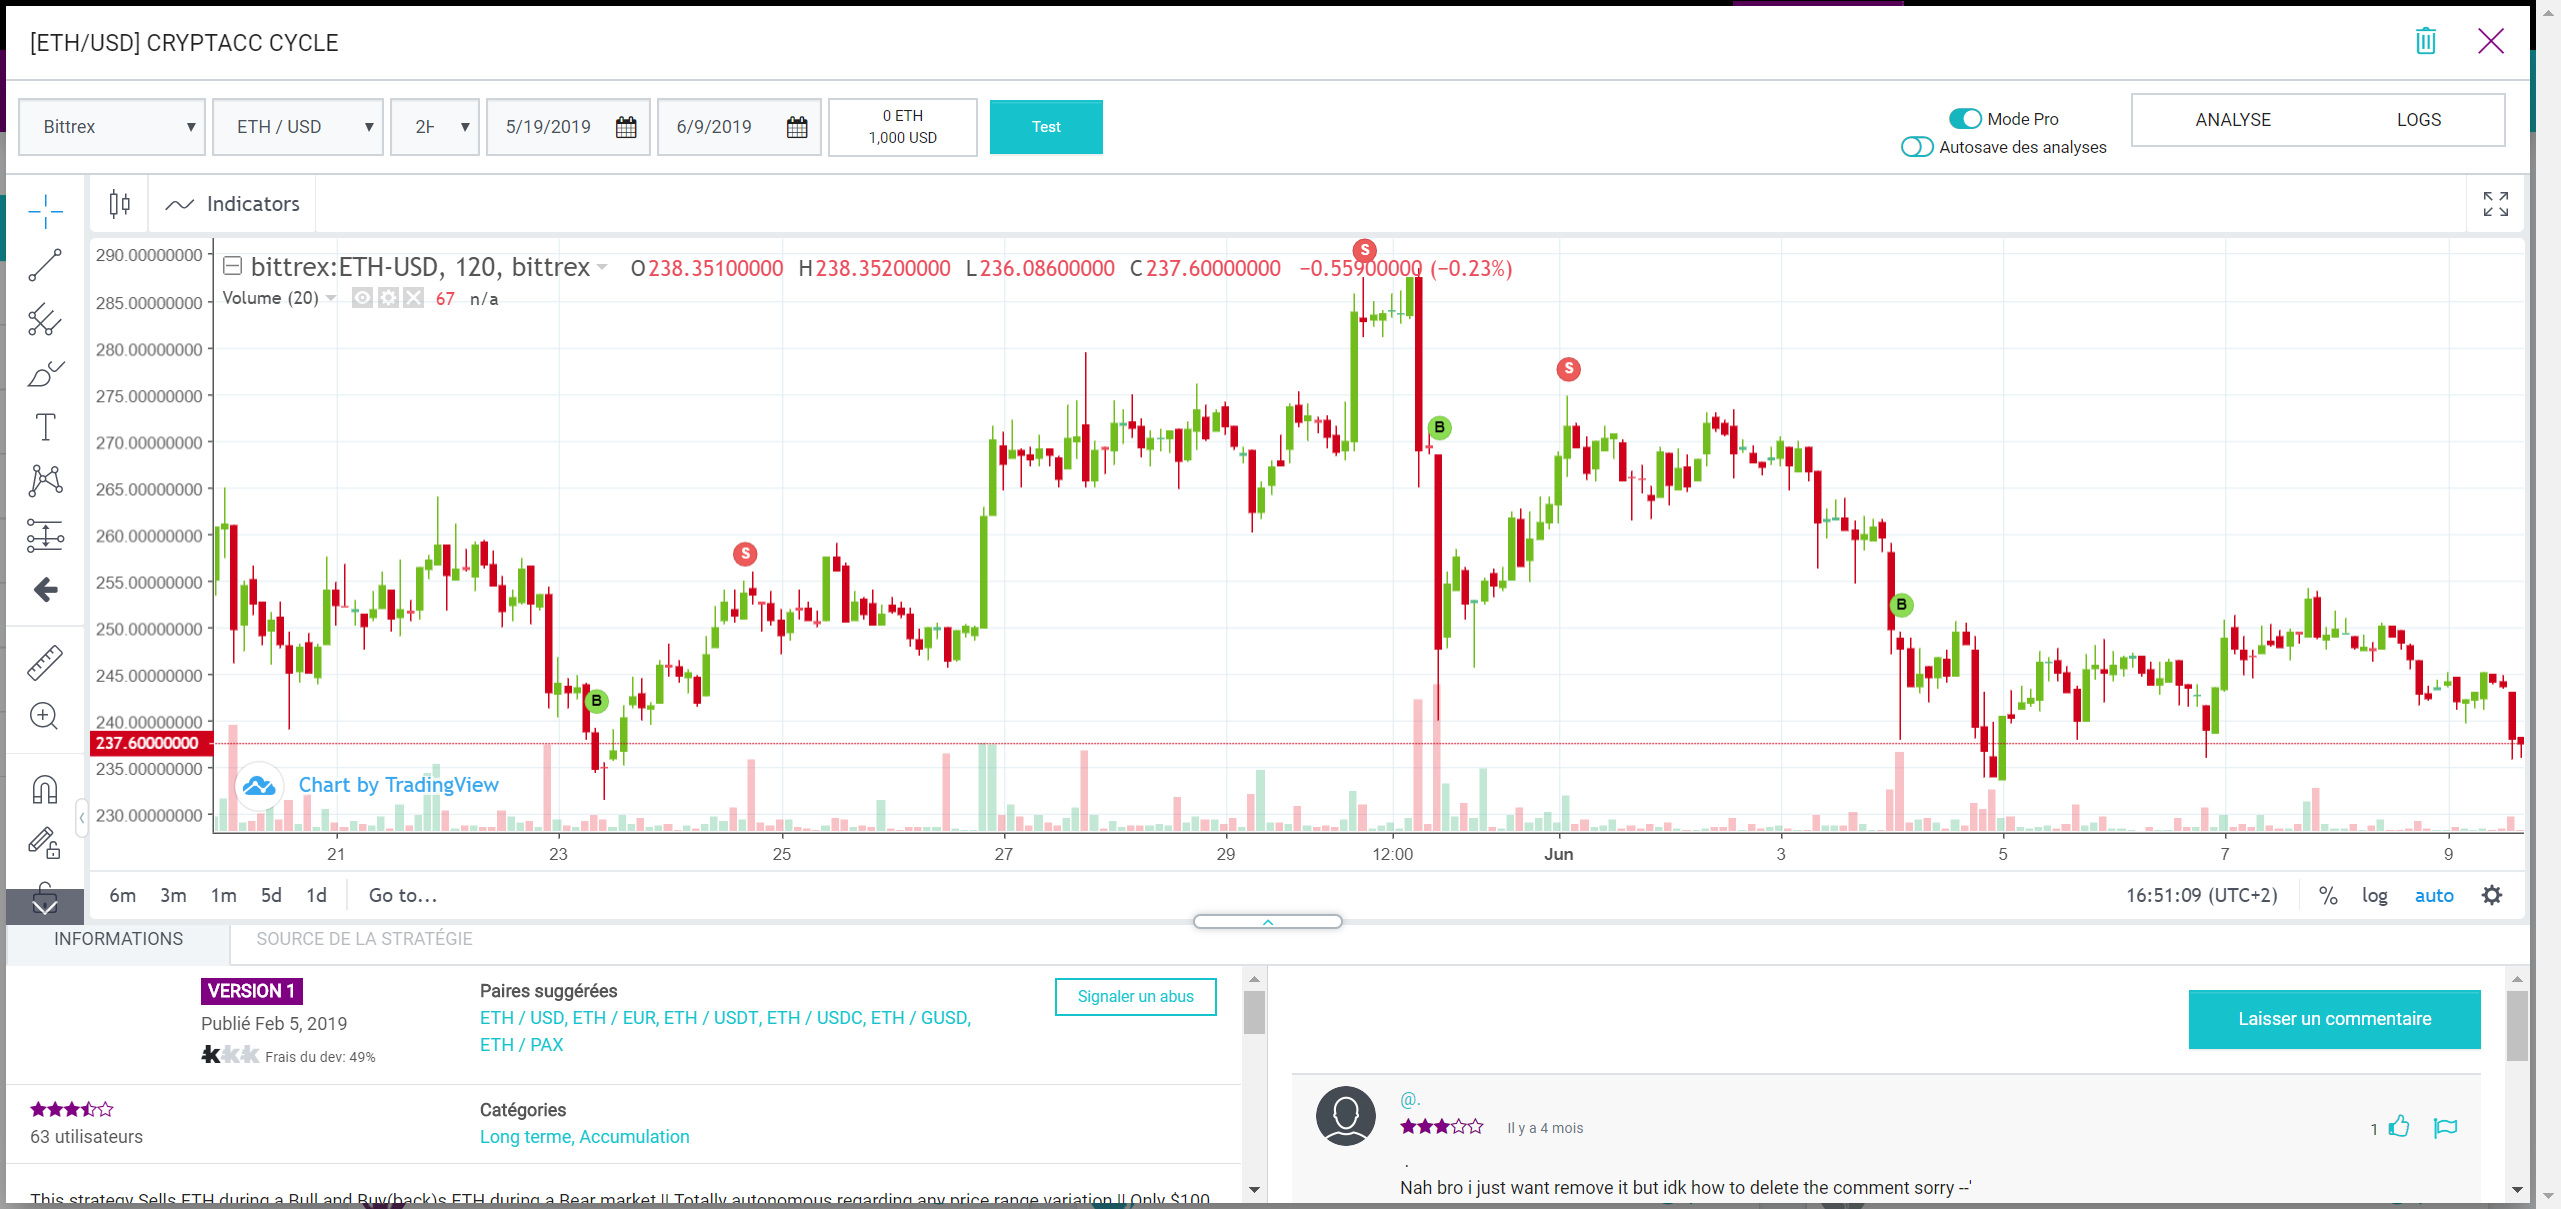 [ETH/USD] CRYPTACC CYCLE
Bittrex
ETH / USD
5/19/2019
6/9/2019
0 ETH
1,000 USD
Test
Mode Pro
Autosave des analyses
ANALYSE
LOGS
Indicators
bittrex:ETH-USD, 120, bittrex O238.35100000 H238.35200000 L236.08600000 C237.60000000 −0.55900000 (−0.23%)
Volume (20) 67 n/a
290.00000000
285.00000000
280.00000000
275.00000000
270.00000000
265.00000000
260.00000000
255.00000000
250.00000000
245.00000000
240.00000000
237.60000000
235.00000000
230.00000000
S
S
S
B
B
B
Chart by TradingView
21 23 25 27 29 12:00 Jun 3 5 7 9
6m 3m 1m 5d 1d Go to...
16:51:09 (UTC+2) % log auto
INFORMATIONS
SOURCE DE LA STRATÉGIE
VERSION 1
Publié Feb 5, 2019
Frais du dev: 49%
Paires suggérées
ETH / USD, ETH / EUR, ETH / USDT, ETH / USDC, ETH / GUSD,
ETH / PAX
Signaler un abus
63 utilisateurs
Catégories
Long terme, Accumulation
This strategy Sells ETH during a Bull and Buy(back)s ETH during a Bear market !! Totally autonomous regarding any price range variation !! Only $100
Laisser un commentaire
@.
Il y a 4 mois
1
.
Nah bro i just want remove it but idk how to delete the comment sorry --'